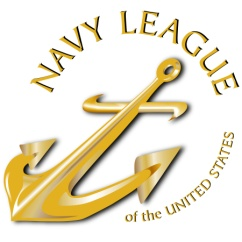 NAVY LEAGUE
of the UNITED STATES